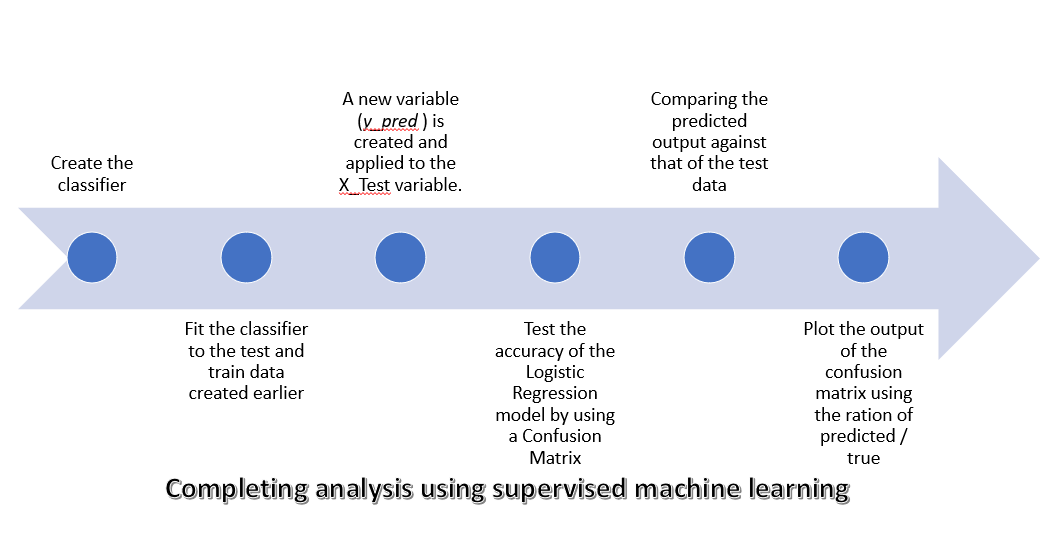 Create the
classifier
Fit the classifier
to the test and
train data
created earlier
A new variable
(y_pred ) is
created and
applied to the
X_Test variable.
Test the
accuracy of the
Logistic
Regression
model by using
a Confusion
Matrix
Comparing the
predicted
output against
that of the test
data
Plot the output
of the
confusion
matrix using
the ration of
predicted /
true
Completing analysis using supervised machine learning